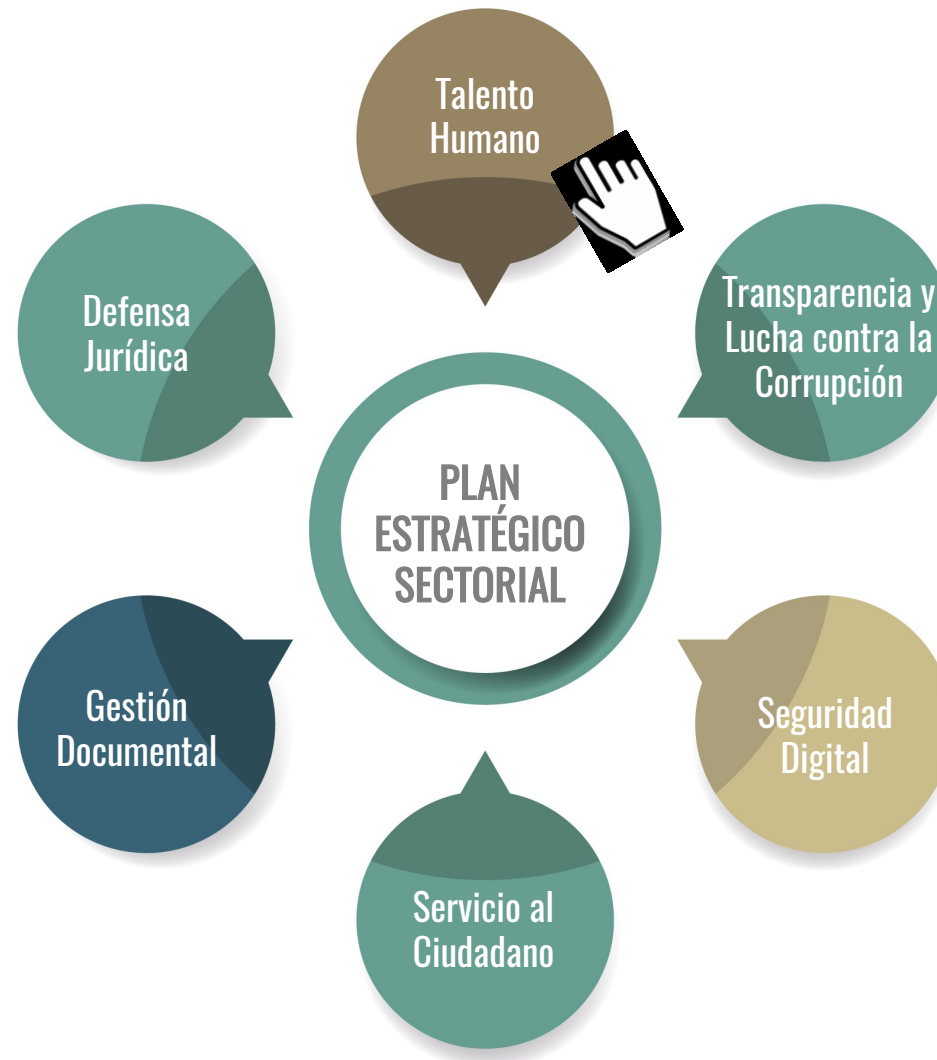 Talento
Humano
Defensa
Jurídica
Transparencia y
Lucha contra la
Corrupción
PLAN
ESTRATÉGICO
SECTORIAL
Gestión
Documental
Seguridad
Digital
Servicio al
Ciudadano